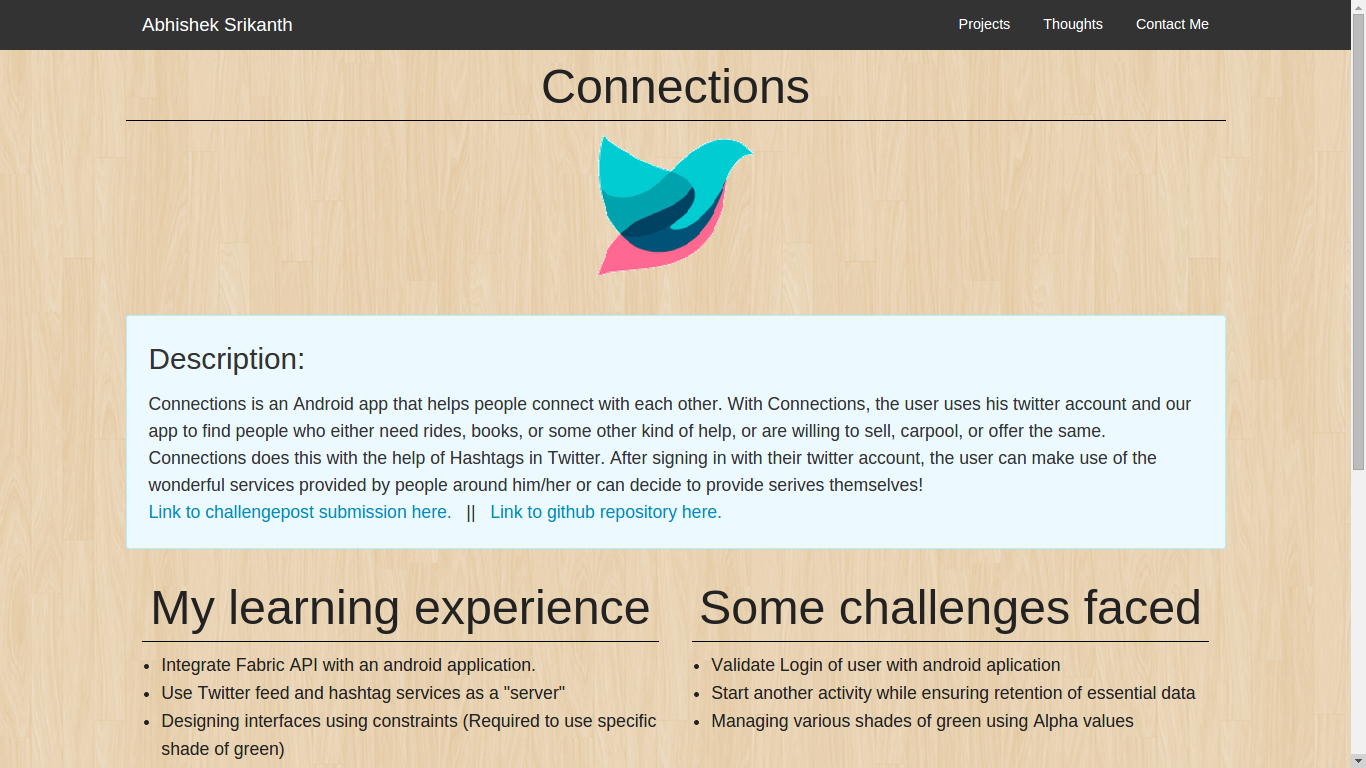 Abhishek Srikanth
Projects
Thoughts
Contact Me
Connections
Description:
Connections is an Android app that helps people connect with each other. With Connections, the user uses his twitter account and our
app to find people who either need rides, books, or some other kind of help, or are willing to sell, carpool, or offer the same.
Connections does this with the help of Hashtags in Twitter. After signing in with their twitter account, the user can make use of the
wonderful services provided by people around him/her or can decide to provide serives themselves!
Link to challengepost submission here. || Link to github repository here.
My learning experience
Integrate Fabric API with an android application.
Use Twitter feed and hashtag services as a "server"
Designing interfaces using constraints (Required to use specific
shade of green)
Some challenges faced
Validate Login of user with android aplication
Start another activity while ensuring retention of essential data
Managing various shades of green using Alpha values